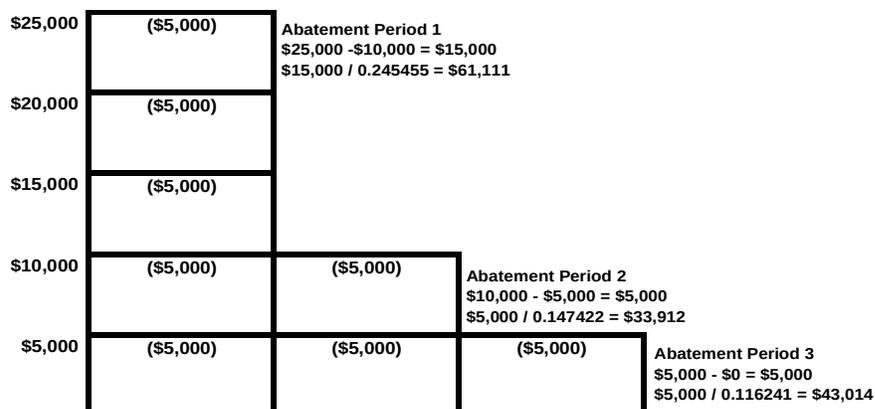 $25,000
($5,000)
Abatement Period 1
$25,000 -$10,000 = $15,000
$15,000 / 0.245455 = $61,111
$20,000
($5,000)
$15,000
($5,000)
$10,000
($5,000)
($5,000)
Abatement Period 2
$10,000 - $5,000 = $5,000
$5,000 / 0.147422 = $33,912
$5,000
($5,000)
($5,000)
($5,000)
Abatement Period 3
$5,000 - $0 = $5,000
$5,000 / 0.116241 = $43,014